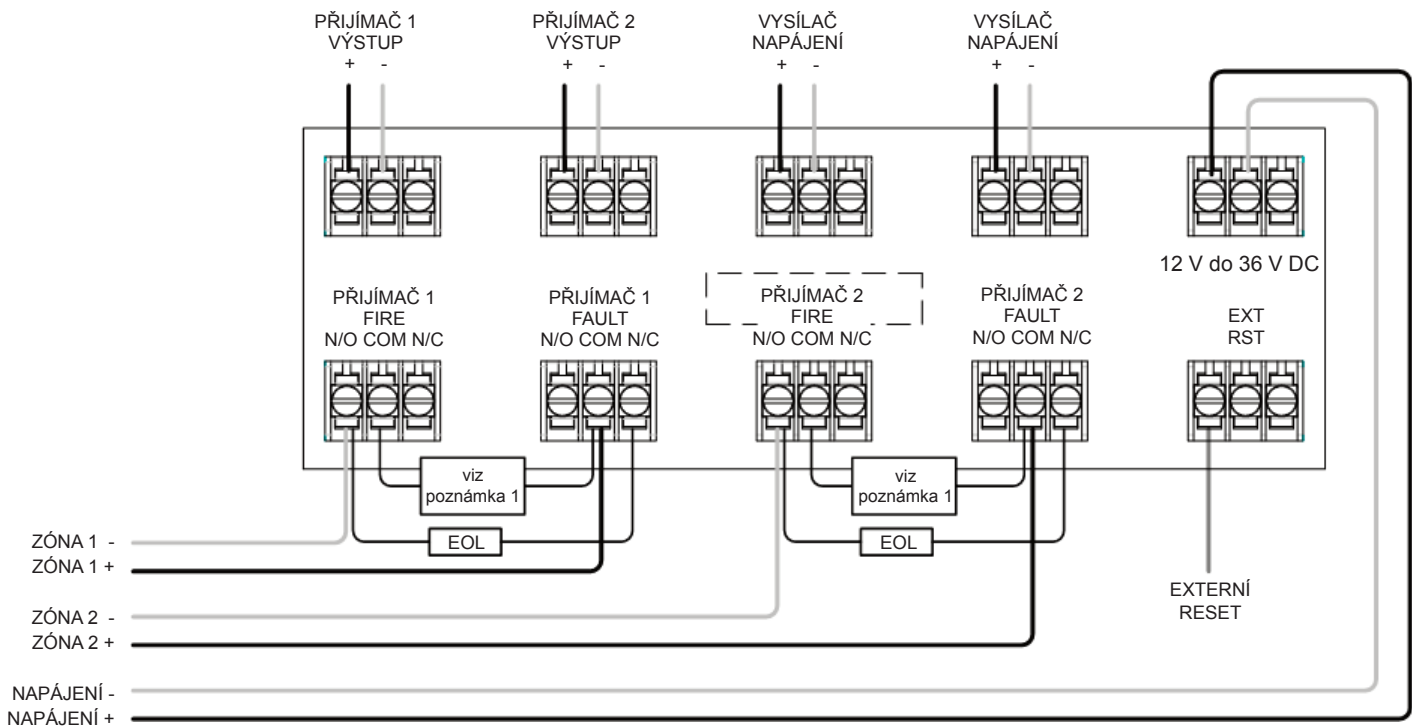 PŘIJÍMAČ 1
VÝSTUP
+ -
PŘIJÍMAČ 2
VÝSTUP
+ -
VYSÍLAČ
NAPÁJENÍ
+ -
VYSÍLAČ
NAPÁJENÍ
+ -
12 V do 36 V DC
PŘIJÍMAČ 1
FIRE
N/O COM N/C
PŘIJÍMAČ 1
FAULT
N/O COM N/C
PŘIJÍMAČ 2
FIRE
N/O COM N/C
PŘIJÍMAČ 2
FAULT
N/O COM N/C
EXT
RST
viz
poznámka 1
viz
poznámka 1
EOL
EOL
ZÓNA 1 -
ZÓNA 1 +
ZÓNA 2 -
ZÓNA 2 +
EXTERNÍ
RESET
NAPÁJENÍ -
NAPÁJENÍ +